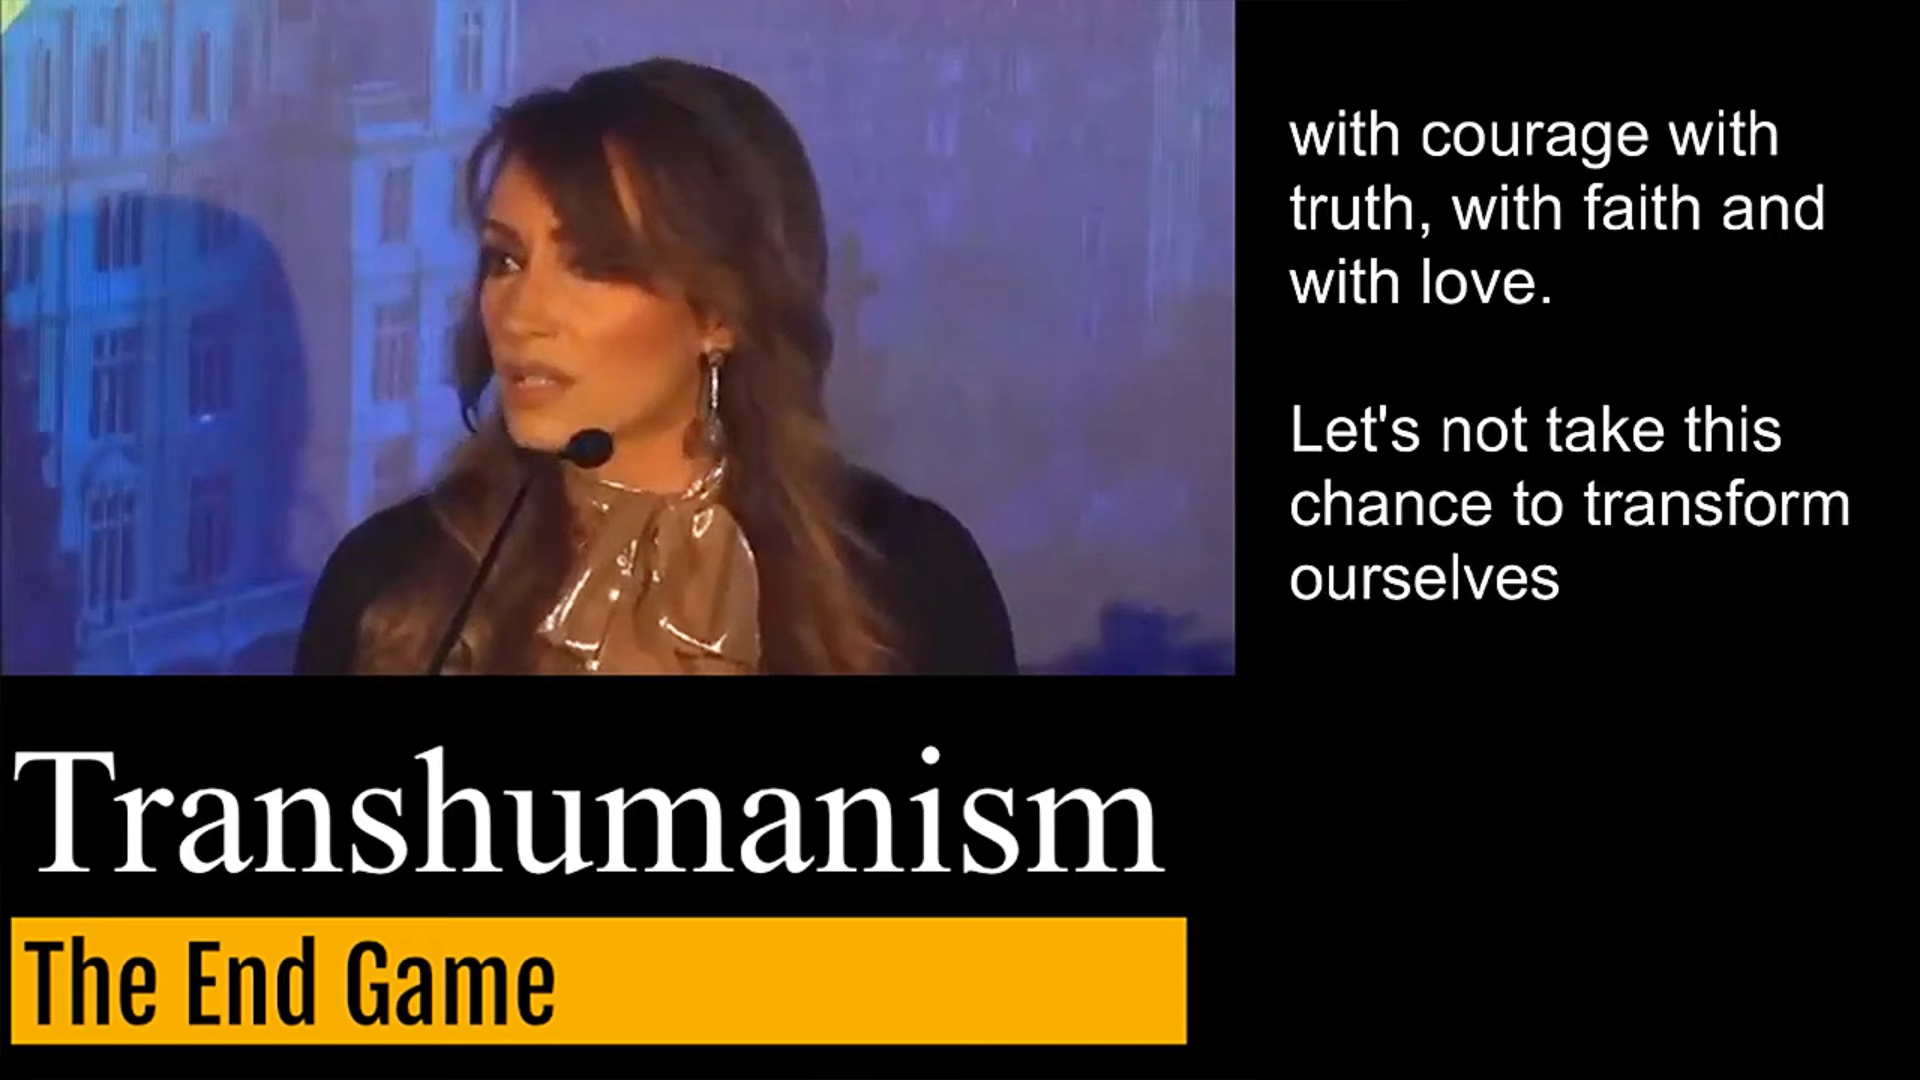 with courage with
truth, with faith and
with love.
Let's not take this
chance to transform
ourselves
Transhumanism
The End Game